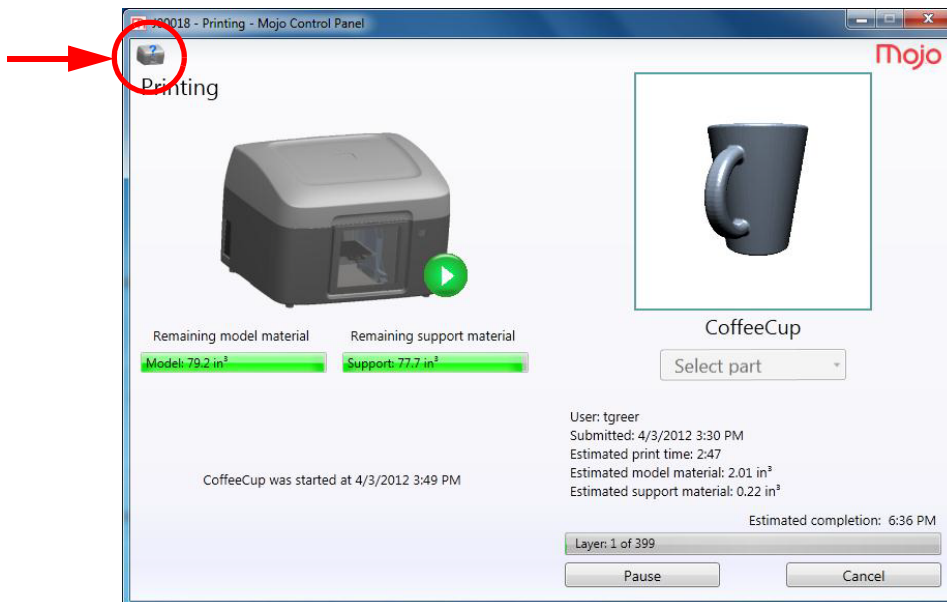 J00018 - Printing - Mojo Control Panel
?
Mojo
Printing
Remaining model material
Remaining support material
Model: 79.2 in³
Support: 77.7 in³
CoffeeCup was started at 4/3/2012 3:49 PM
CoffeeCup
Select part
User: tgreer
Submitted: 4/3/2012 3:30 PM
Estimated print time: 2:47
Estimated model material: 2.01 in³
Estimated support material: 0.22 in³
Estimated completion: 6:36 PM
Layer: 1 of 399
Pause
Cancel